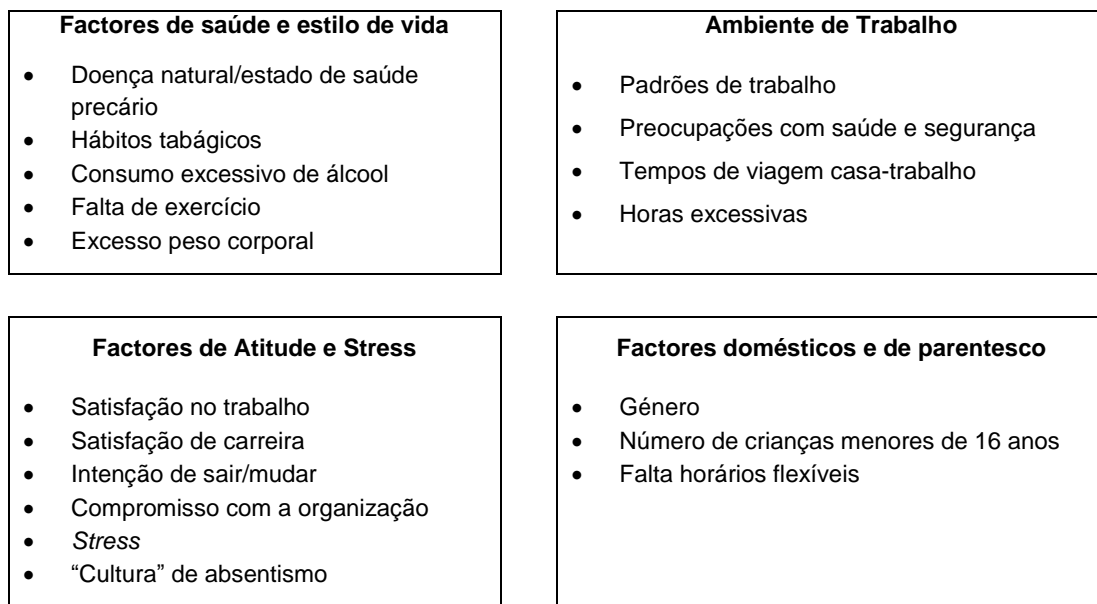 Factores de saúde e estilo de vida
• Doença natural/estado de saúde
precário
• Hábitos tabágicos
• Consumo excessivo de álcool
• Falta de exercício
• Excesso peso corporal
Ambiente de Trabalho
• Padrões de trabalho
• Preocupações com saúde e segurança
• Tempos de viagem casa-trabalho
• Horas excessivas
Factores de Atitude e Stress
• Satisfação no trabalho
• Satisfação de carreira
• Intenção de sair/mudar
• Compromisso com a organização
• Stress
• “Cultura” de absentismo
Factores domésticos e de parentesco
• Género
• Número de crianças menores de 16 anos
• Falta horários flexíveis